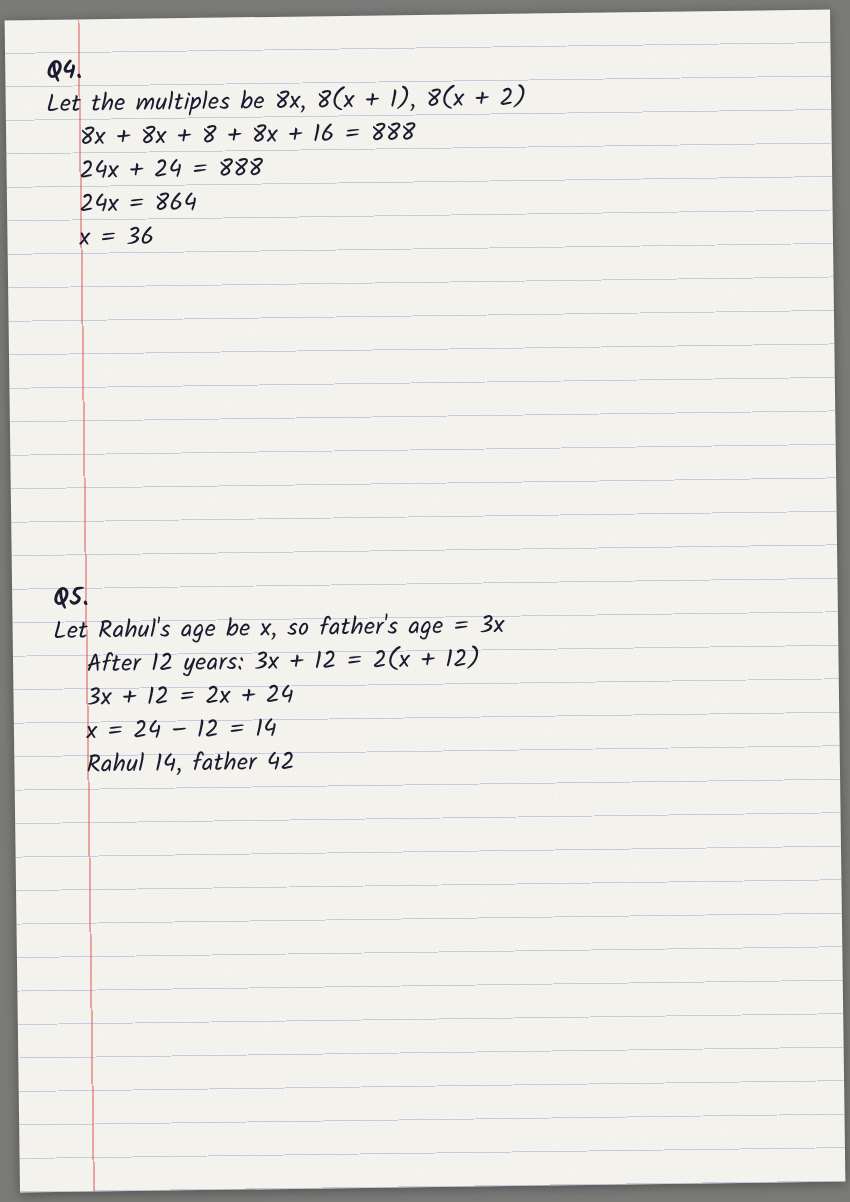 Q4.
Let the multiples be 8x, 8(x + 1), 8(x + 2)
8x + 8x + 8 + 8x + 16 = 888
24x + 24 = 888
24x = 864
x = 36
Q5.
Let Rahul's age be x, so father's age = 3x
After 12 years: 3x + 12 = 2(x + 12)
3x + 12 = 2x + 24
x = 24 − 12 = 14
Rahul 14, father 42